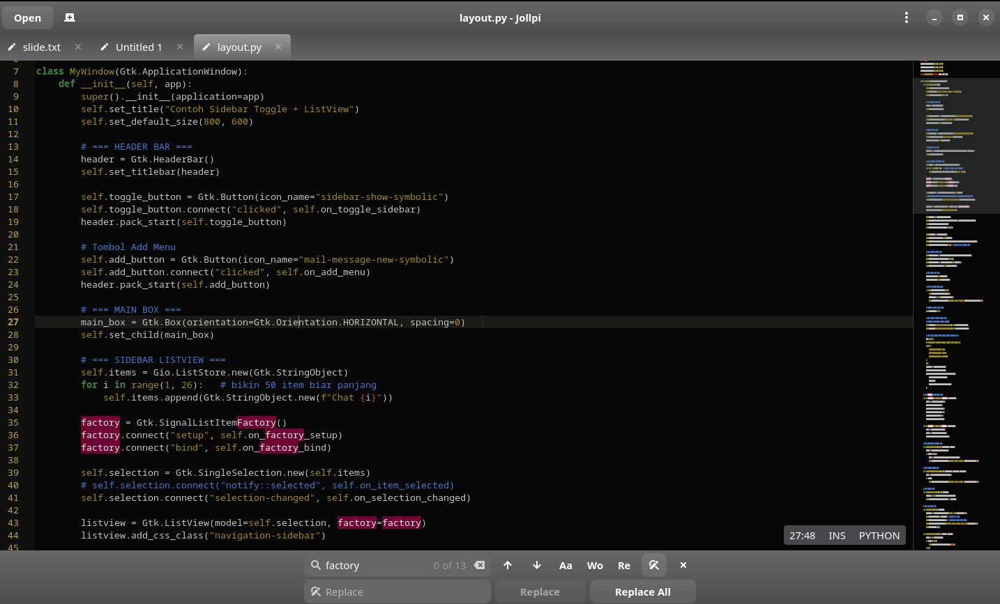 Open layout.py - Jollpi
slide.txt Untitled 1 layout.py
7 class MyWindow(Gtk.ApplicationWindow):
8     def __init__(self, app):
9         super().__init__(application=app)
10         self.set_title("Contoh Sidebar Toggle + ListView")
11         self.set_default_size(800, 600)
12
13         # === HEADER BAR ===
14         header = Gtk.HeaderBar()
15         self.set_titlebar(header)
16
17         self.toggle_button = Gtk.Button(icon_name="sidebar-show-symbolic")
18         self.toggle_button.connect("clicked", self.on_toggle_sidebar)
19         header.pack_start(self.toggle_button)
20
21         # Tombol Add Menu
22         self.add_button = Gtk.Button(icon_name="mail-message-new-symbolic")
23         self.add_button.connect("clicked", self.on_add_menu)
24         header.pack_start(self.add_button)
25
26         # === MAIN BOX ===
27         main_box = Gtk.Box(orientation=Gtk.Orientation.HORIZONTAL, spacing=0)
28         self.set_child(main_box)
29
30         # === SIDEBAR LISTVIEW ===
31         self.items = Gio.ListStore.new(Gtk.StringObject)
32         for i in range(1, 26):   # bikin 50 item biar panjang
33             self.items.append(Gtk.StringObject.new(f"Chat {i}"))
34
35         factory = Gtk.SignalListItemFactory()
36         factory.connect("setup", self.on_factory_setup)
37         factory.connect("bind", self.on_factory_bind)
38
39         self.selection = Gtk.SingleSelection.new(self.items)
40         # self.selection.connect("notify::selected", self.on_item_selected)
41         self.selection.connect("selection-changed", self.on_selection_changed)
42
43         listview = Gtk.ListView(model=self.selection, factory=factory)
44         listview.add_css_class("navigation-sidebar")
45
27:48 INS PYTHON
factory 0 of 13 Aa Wo Re
Replace Replace Replace All